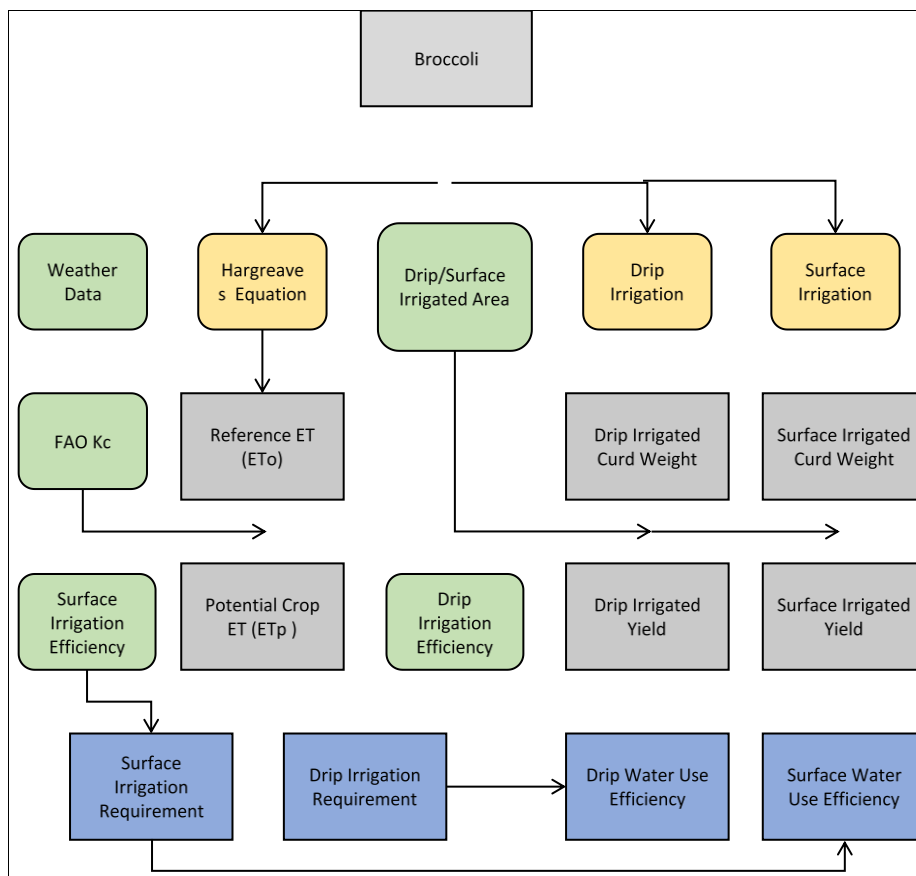 Broccoli
Weather
Data
Hargreave
s Equation
Drip/Surface
Irrigated Area
Drip
Irrigation
Surface
Irrigation
FAO Kc
Reference ET
(ETo)
Drip Irrigated
Curd Weight
Surface Irrigated
Curd Weight
Surface
Irrigation
Efficiency
Potential Crop
ET (ETp )
Drip
Irrigation
Efficiency
Drip Irrigated
Yield
Surface Irrigated
Yield
Surface
Irrigation
Requirement
Drip Irrigation
Requirement
Drip Water Use
Efficiency
Surface Water
Use Efficiency